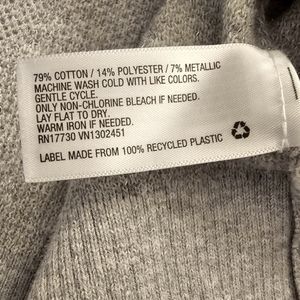 79% COTTON / 14% POLYESTER / 7% METALLIC
MACHINE WASH COLD WITH LIKE COLORS.
GENTLE CYCLE.
ONLY NON-CHLORINE BLEACH IF NEEDED.
LAY FLAT TO DRY.
WARM IRON IF NEEDED.
RN17730 VN1302451
LABEL MADE FROM 100% RECYCLED PLASTIC